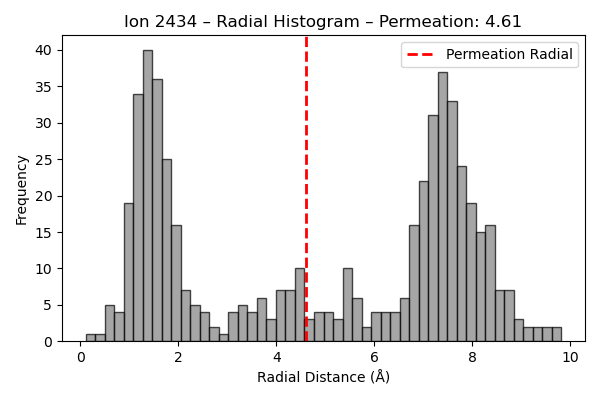 Ion 2434 – Radial Histogram – Permeation: 4.61
Permeation Radial
Frequency
40
35
30
25
20
15
10
5
0
0 2 4 6 8 10
Radial Distance (Å)